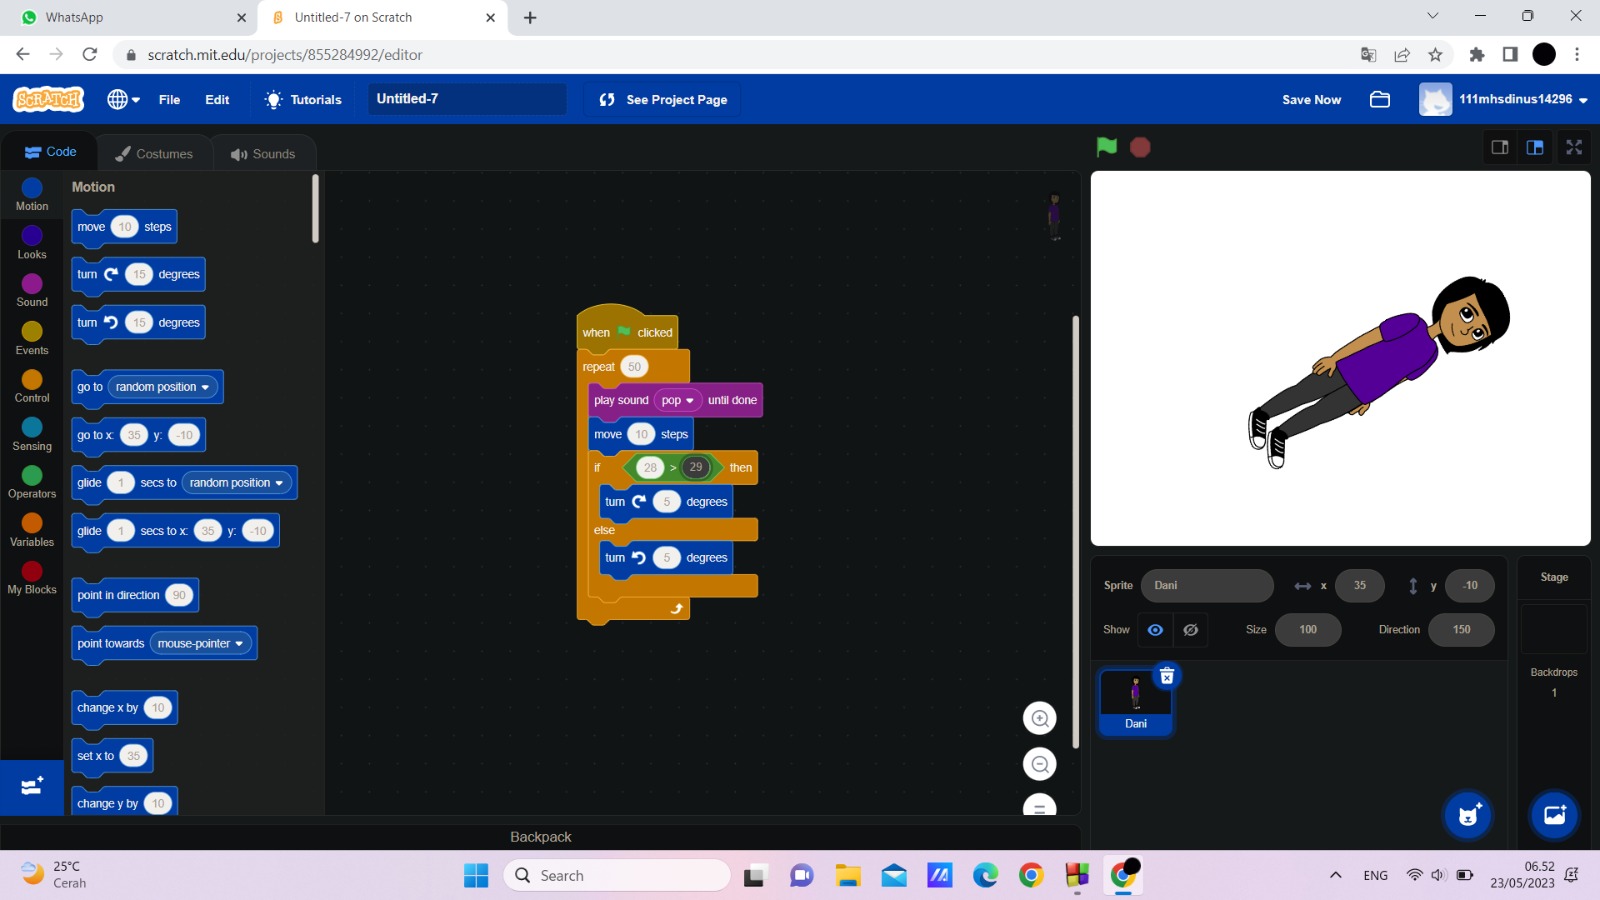 WhatsApp
Untitled-7 on Scratch
scratch.mit.edu/projects/855284992/editor
SCRATCH
File
Edit
Tutorials
Untitled-7
See Project Page
Save Now
111mhsdinus14296
Code
Costumes
Sounds
Motion
Looks
Sound
Events
Control
Sensing
Operators
Variables
My Blocks
Motion
move 10 steps
turn 15 degrees
turn 15 degrees
go to random position
go to x: 35 y: -10
glide 1 secs to random position
glide 1 secs to x: 35 y: -10
point in direction 90
point towards mouse-pointer
change x by 10
set x to 35
change y by 10
when clicked
repeat 50
play sound pop until done
move 10 steps
if 28 > 29 then
turn 5 degrees
else
turn 5 degrees
Backpack
Sprite Dani x 35 y -10
Show Size 100 Direction 150
Dani
Stage
Backdrops
1
25°C
Cerah
Search
ENG
06.52
23/05/2023